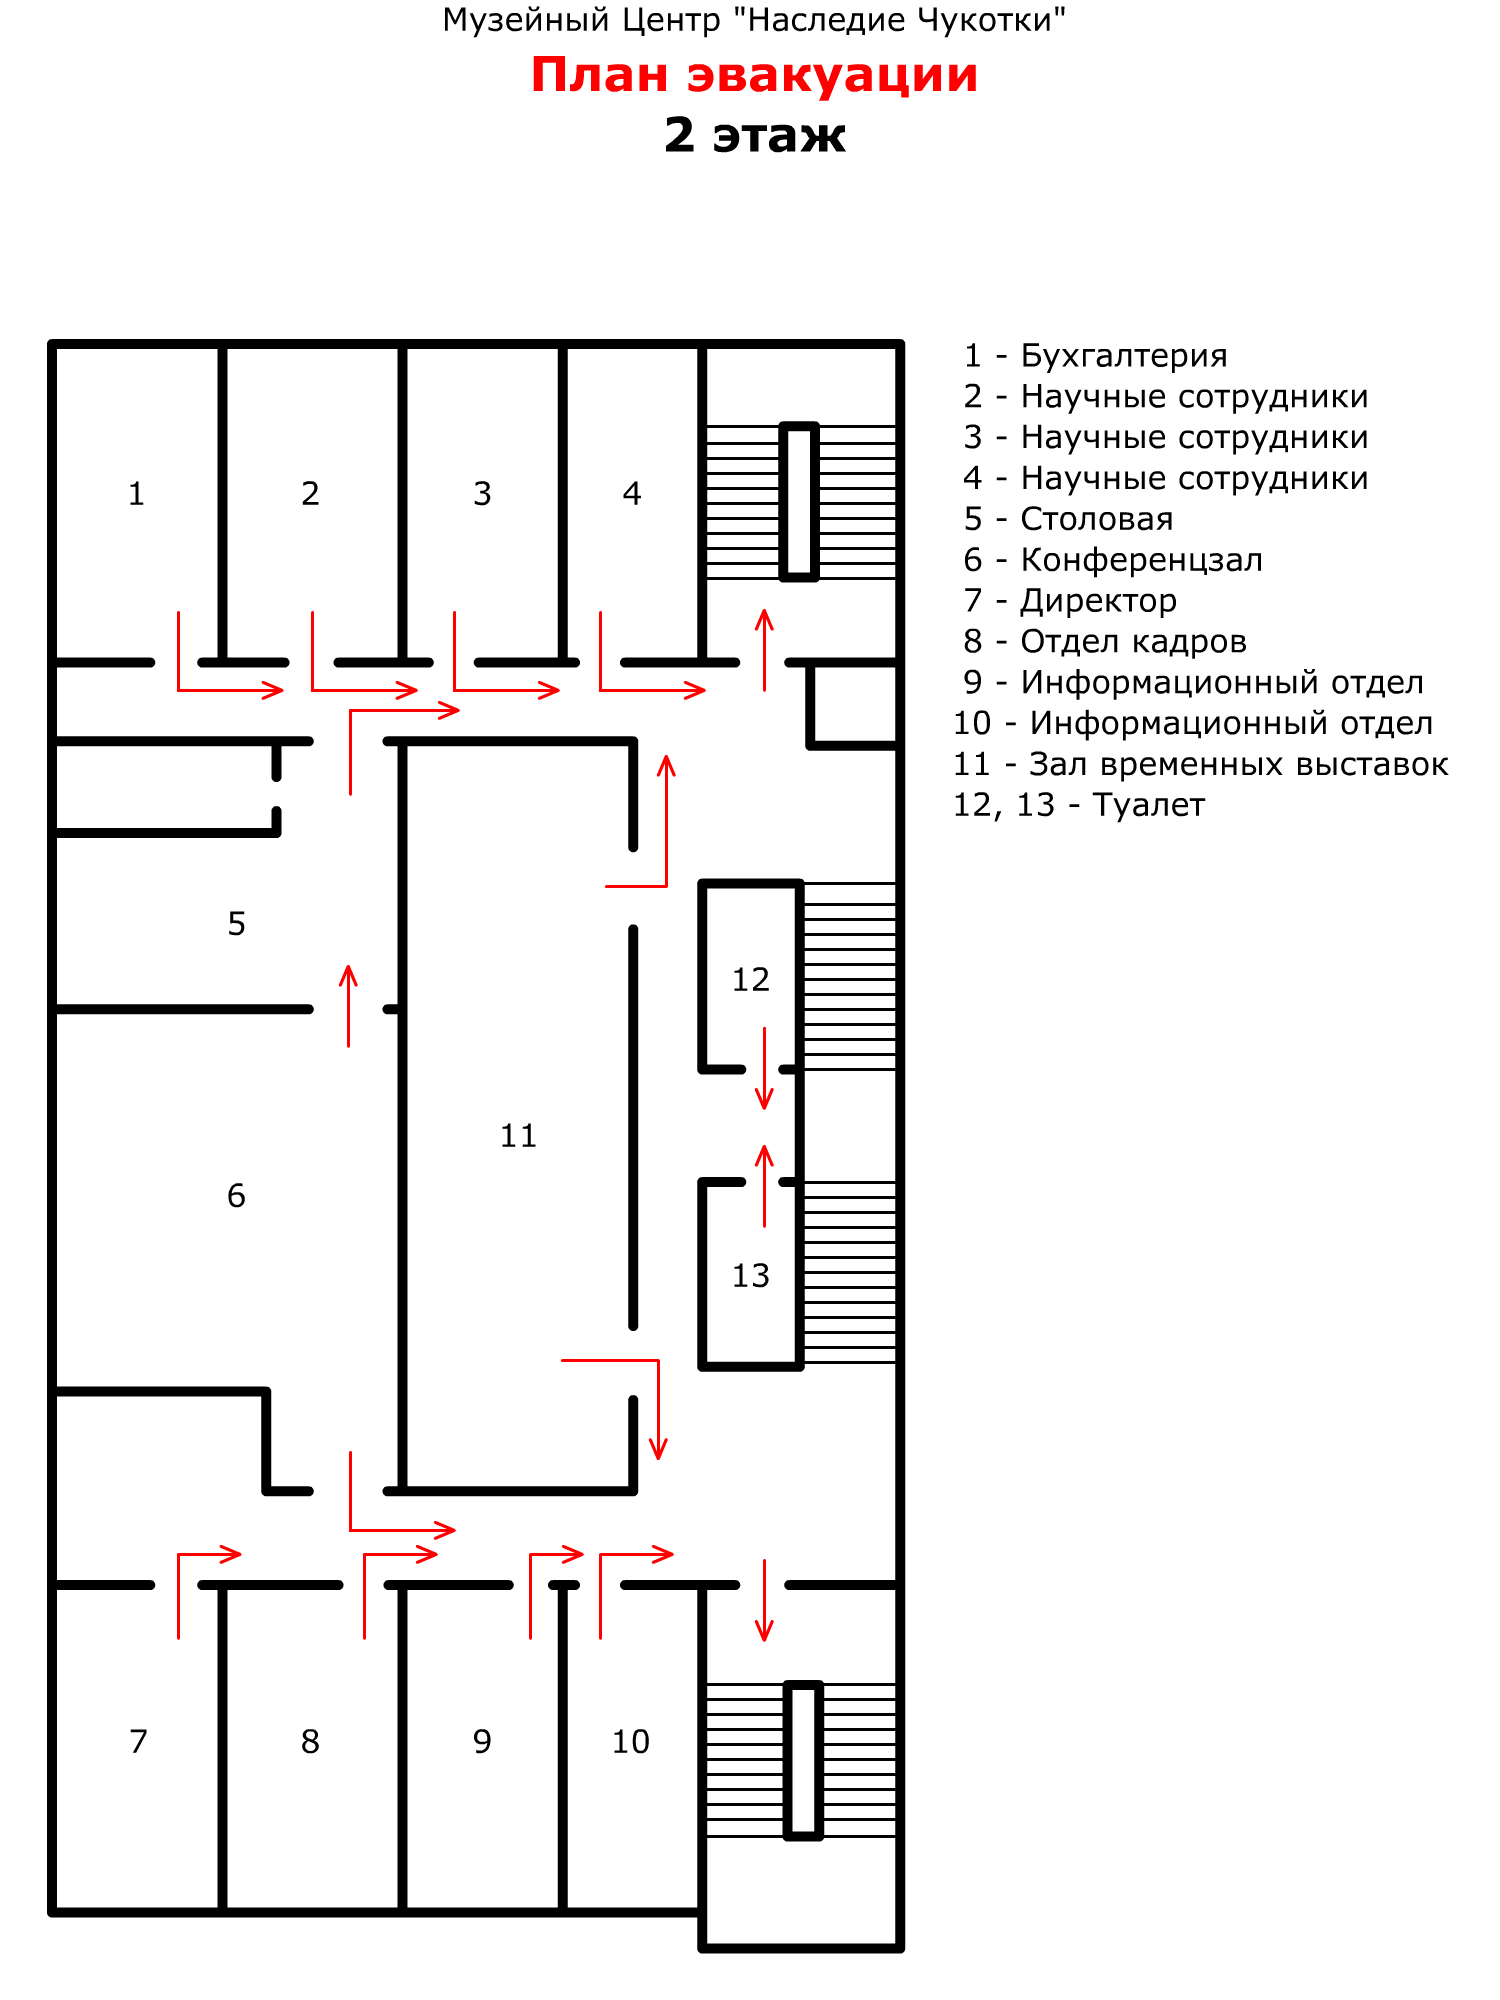 Музейный Центр "Наследие Чукотки"
План эвакуации
2 этаж
1 - Бухгалтерия
2 - Научные сотрудники
3 - Научные сотрудники
4 - Научные сотрудники
5 - Столовая
6 - Конференцзал
7 - Директор
8 - Отдел кадров
9 - Информационный отдел
10 - Информационный отдел
11 - Зал временных выставок
12, 13 - Туалет
1 2 3 4
5
12
11
6
13
7 8 9 10